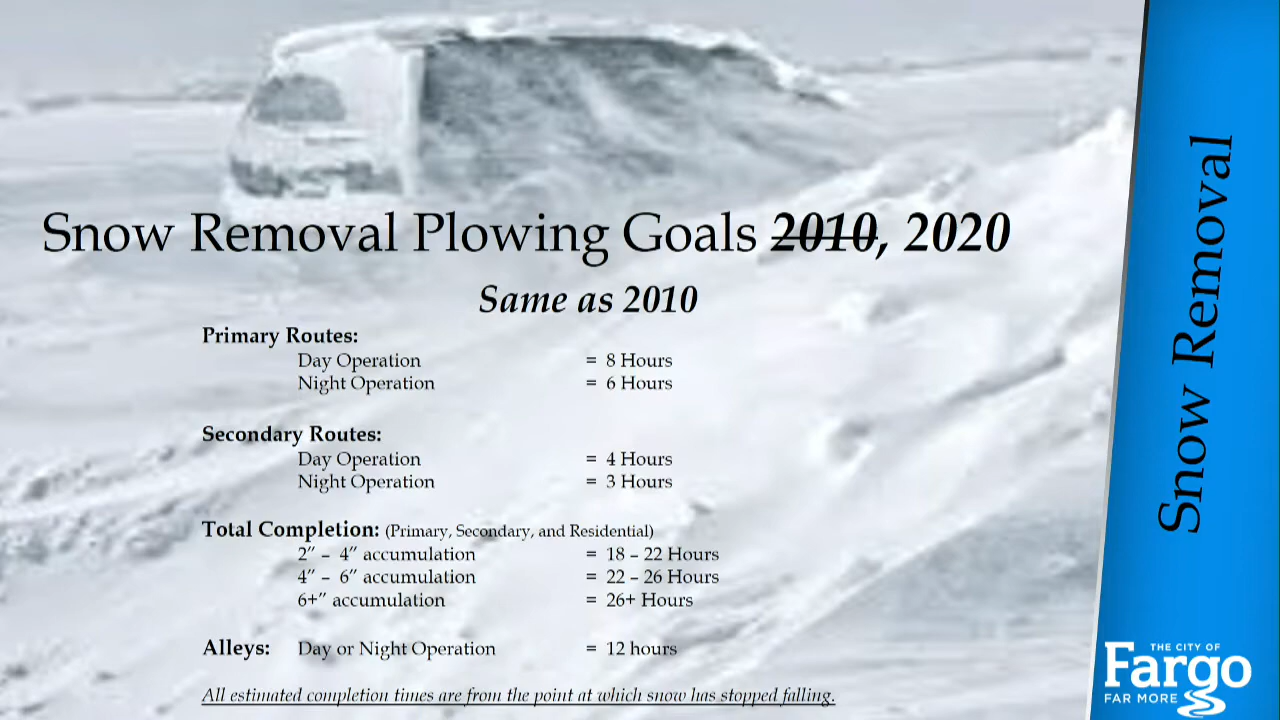 Snow Removal Plowing Goals 2010, 2020
Same as 2010
Primary Routes:
Day Operation = 8 Hours
Night Operation = 6 Hours
Secondary Routes:
Day Operation = 4 Hours
Night Operation = 3 Hours
Total Completion: (Primary, Secondary, and Residential)
2” – 4” accumulation = 18 – 22 Hours
4” – 6” accumulation = 22 – 26 Hours
6+” accumulation = 26+ Hours
Alleys: Day or Night Operation = 12 hours
All estimated completion times are from the point at which snow has stopped falling.
Snow Removal
THE CITY OF
Fargo
FAR MORE